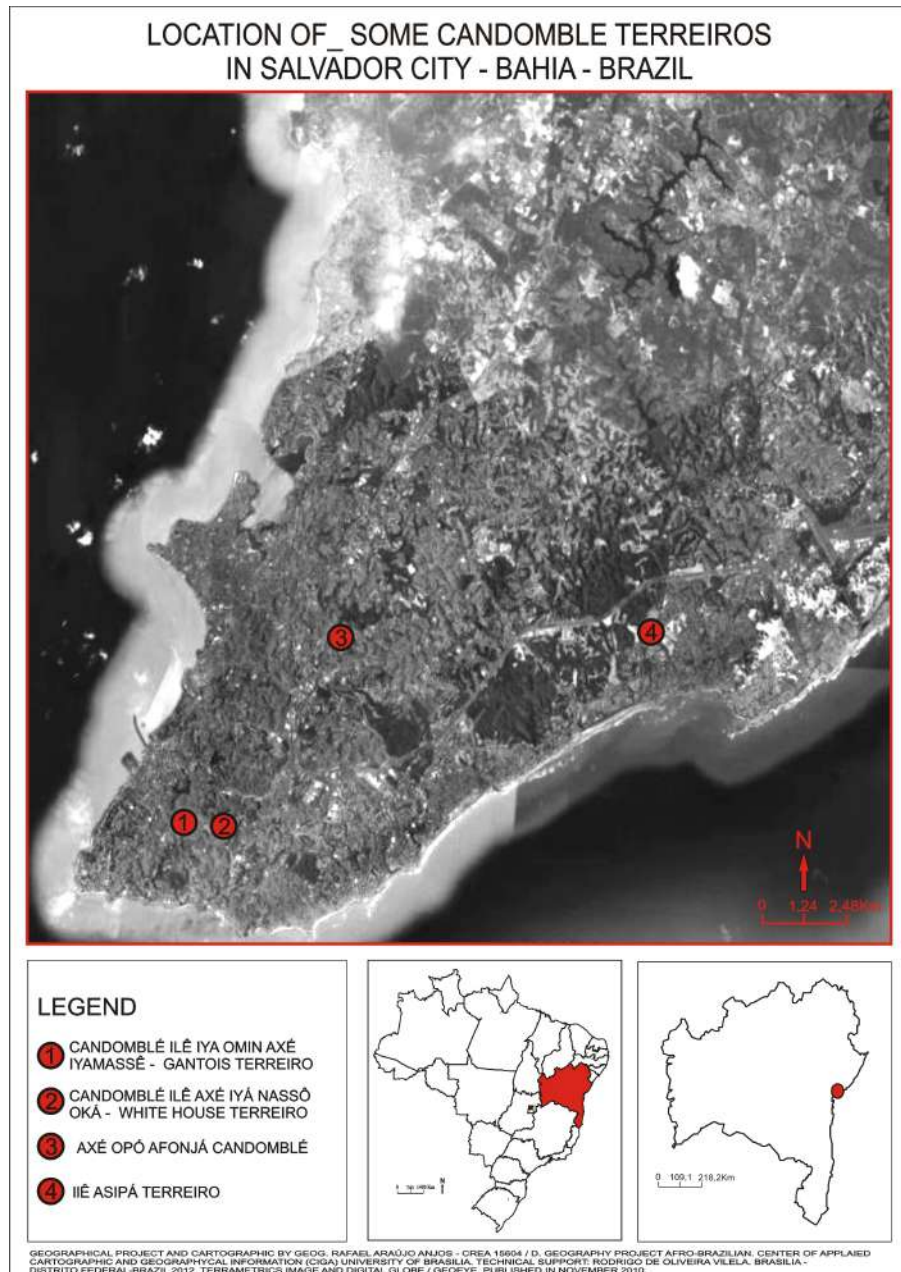 LOCATION OF_ SOME CANDOMBLE TERREIROS
IN SALVADOR CITY - BAHIA - BRAZIL
3
4
1
2
N
0 1,24 2,48Km
LEGEND
1 CANDOMBLÉ ILÊ IYA OMIN AXÉ
IYAMASSÊ - GANTOIS TERREIRO
2 CANDOMBLÉ ILÊ AXÉ IYÁ NASSÔ
OKÁ - WHITE HOUSE TERREIRO
3 AXÉ OPÓ AFONJÁ CANDOMBLÉ
4 IIÊ ASIPÁ TERREIRO
N
0 109,1 218,2Km
GEOGRAPHICAL PROJECT AND CARTOGRAPHIC BY GEOG. RAFAEL ARAÚJO ANJOS - CREA 15604 / D. GEOGRAPHY PROJECT AFRO-BRAZILIAN. CENTER OF APPLAIED
CARTOGRAPHIC AND GEOGRAPHYCAL INFORMATION (CIGA) UNIVERSITY OF BRASILIA. TECHNICAL SUPPORT: RODRIGO DE OLIVEIRA VILELA. BRASILIA -
DISTRITO FEDERAL-BRAZIL 2012. TERRAMETRICS IMAGE AND DIGITAL GLOBE / GEOEYE. PUBLISHED IN NOVEMBER 2010.